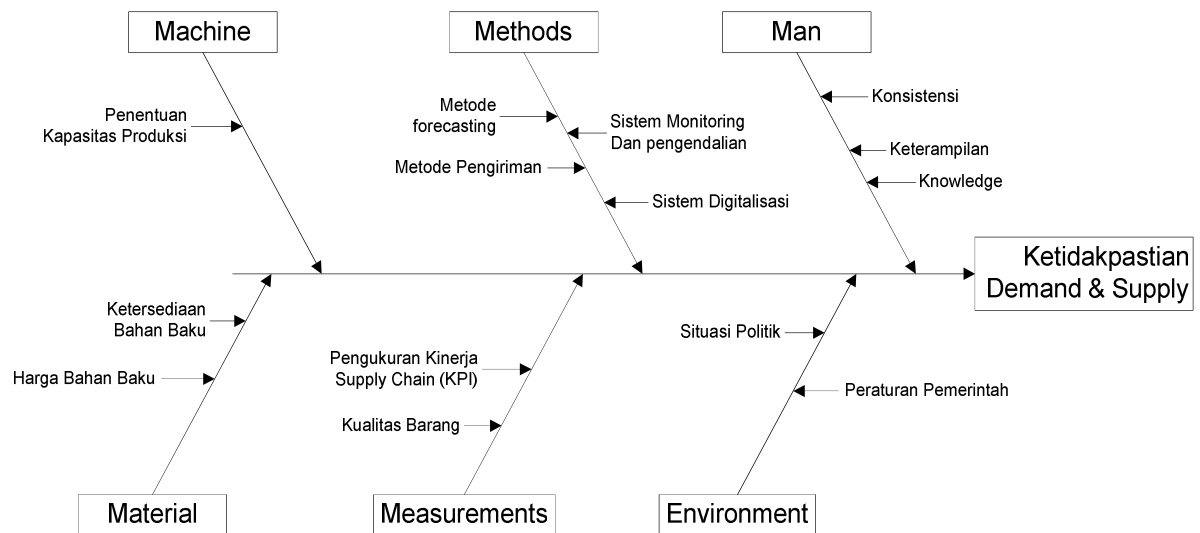 Machine
Methods
Man
Penentuan
Kapasitas Produksi
Metode
forecasting
Sistem Monitoring
Dan pengendalian
Metode Pengiriman
Sistem Digitalisasi
Konsistensi
Keterampilan
Knowledge
Ketidakpastian
Demand & Supply
Ketersediaan
Bahan Baku
Harga Bahan Baku
Pengukuran Kinerja
Supply Chain (KPI)
Kualitas Barang
Situasi Politik
Peraturan Pemerintah
Material
Measurements
Environment